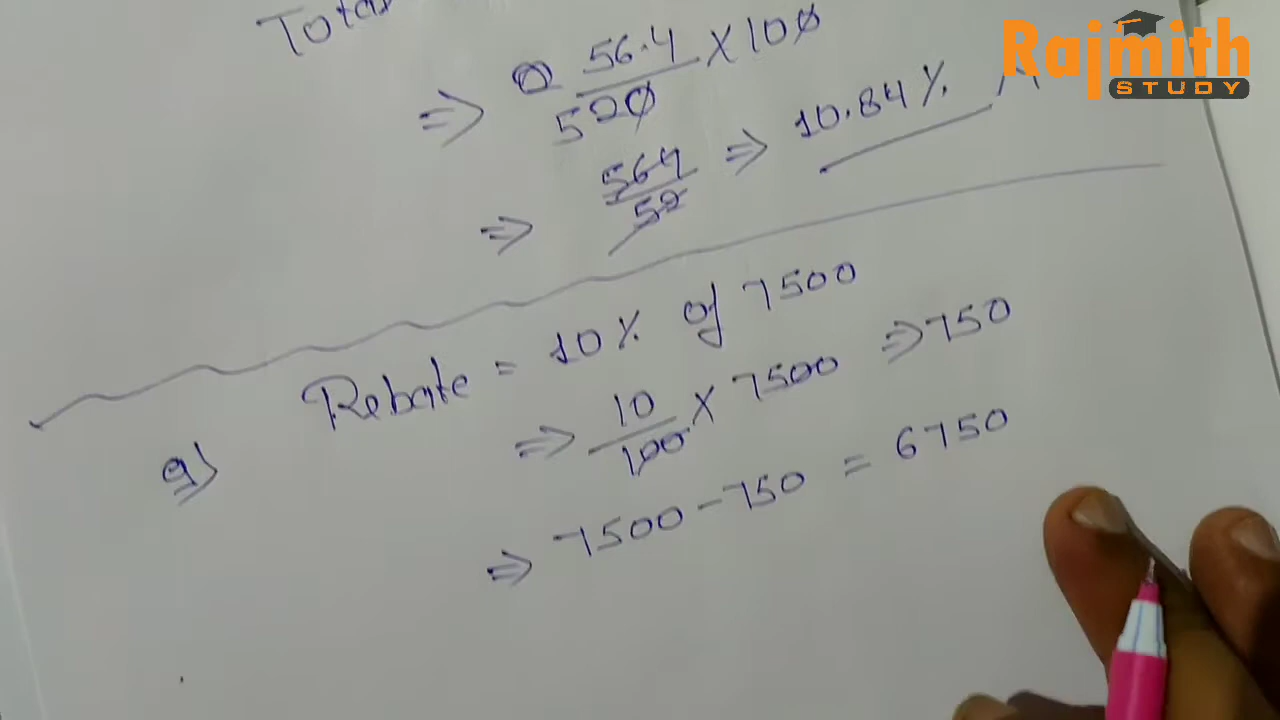 Total
Rajmith
STUDY
⇒ 56.4/520 × 100
⇒ 564/52 ⇒ 10.84%
9) Rebate = 10% of 7500
⇒ 10/100 × 7500 ⇒ 750
⇒ 7500 - 750 = 6750